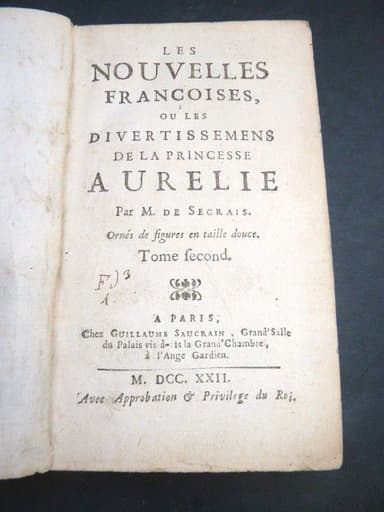 LES
NOUVELLES
FRANCOISES,
OU LES
DIVERTISSEMENS
DE LA PRINCESSE
AURELIE
Par M. DE SEGRAIS.
Ornés de figures en taille douce.
Tome second.
A PARIS,
Chez GUILLAUME SAUCRAIN, Grand'Salle
du Palais vis à- is la Grand'Chambre,
à l'Ange Gardien.
M. DCC. XXII.
Avec Approbation & Privilege du Roi.